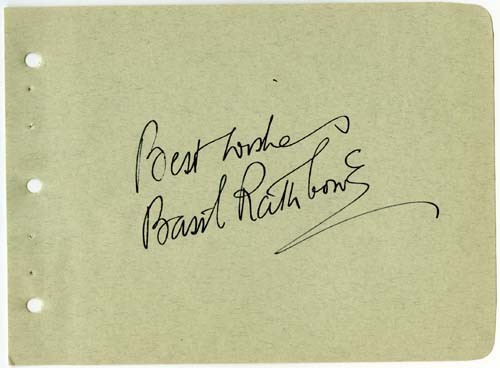 Best wishes
Basil Rathbone